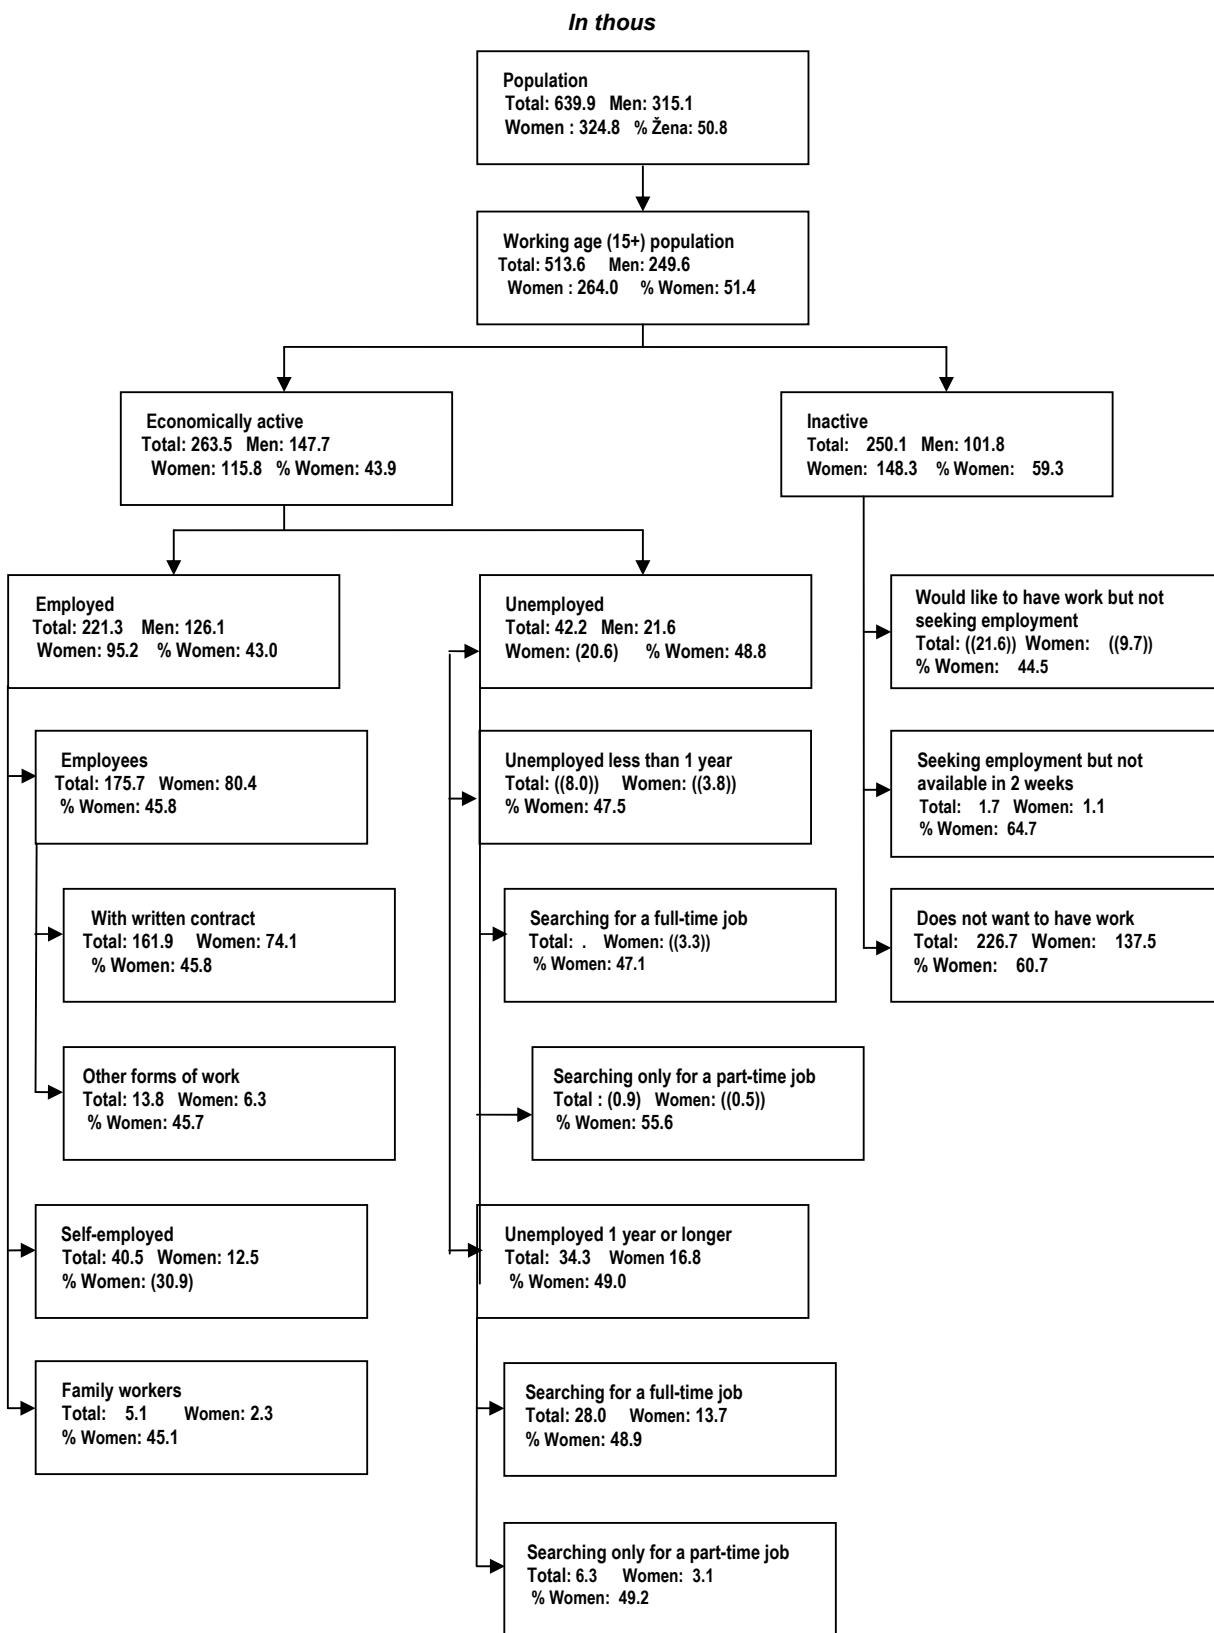 In thous
Population
Total: 639.9 Men: 315.1
Women : 324.8 % Žena: 50.8
Working age (15+) population
Total: 513.6 Men: 249.6
Women : 264.0 % Women: 51.4
Economically active
Total: 263.5 Men: 147.7
Women: 115.8 % Women: 43.9
Inactive
Total: 250.1 Men: 101.8
Women: 148.3 % Women: 59.3
Employed
Total: 221.3 Men: 126.1
Women: 95.2 % Women: 43.0
Employees
Total: 175.7 Women: 80.4
% Women: 45.8
With written contract
Total: 161.9 Women: 74.1
% Women: 45.8
Other forms of work
Total: 13.8 Women: 6.3
% Women: 45.7
Self-employed
Total: 40.5 Women: 12.5
% Women: (30.9)
Family workers
Total: 5.1 Women: 2.3
% Women: 45.1
Unemployed
Total: 42.2 Men: 21.6
Women: (20.6) % Women: 48.8
Unemployed less than 1 year
Total: ((8.0)) Women: ((3.8))
% Women: 47.5
Searching for a full-time job
Total: . Women: ((3.3))
% Women: 47.1
Searching only for a part-time job
Total : (0.9) Women: ((0.5))
% Women: 55.6
Unemployed 1 year or longer
Total: 34.3 Women 16.8
% Women: 49.0
Searching for a full-time job
Total: 28.0 Women: 13.7
% Women: 48.9
Searching only for a part-time job
Total: 6.3 Women: 3.1
% Women: 49.2
Would like to have work but not
seeking employment
Total: ((21.6)) Women: ((9.7))
% Women: 44.5
Seeking employment but not
available in 2 weeks
Total: 1.7 Women: 1.1
% Women: 64.7
Does not want to have work
Total: 226.7 Women: 137.5
% Women: 60.7